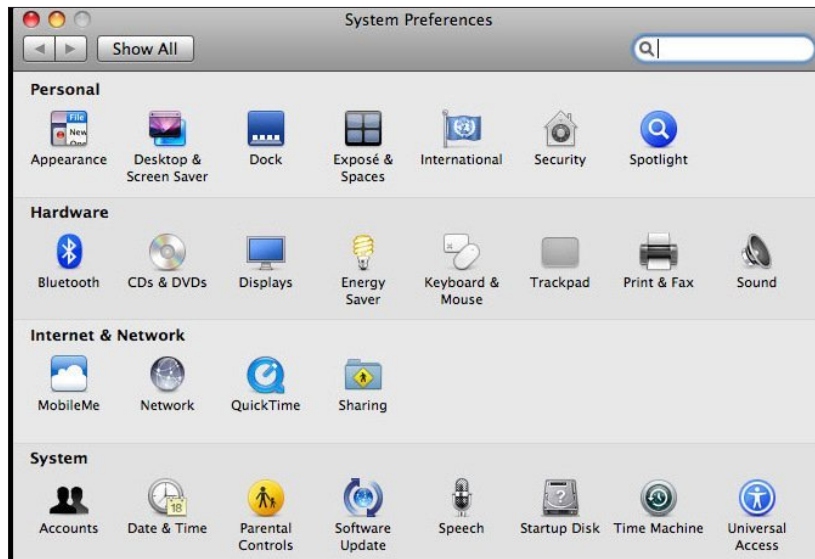 System Preferences
Show All
Personal
Appearance
Desktop &
Screen Saver
Dock
Exposé &
Spaces
International
Security
Spotlight
Hardware
Bluetooth
CDs & DVDs
Displays
Energy
Saver
Keyboard &
Mouse
Trackpad
Print & Fax
Sound
Internet & Network
MobileMe
Network
QuickTime
Sharing
System
Accounts
Date & Time
Parental
Controls
Software
Update
Speech
Startup Disk
Time Machine
Universal
Access